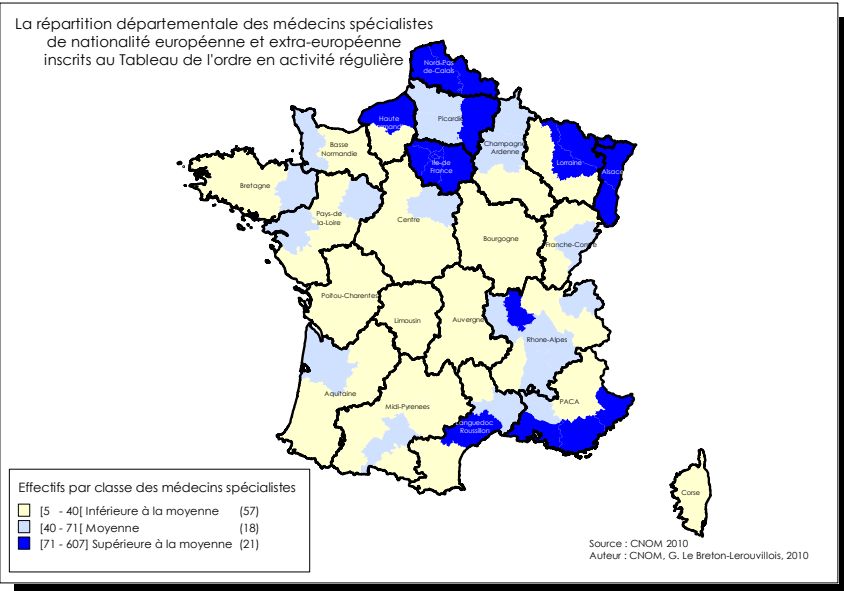 La répartition départementale des médecins spécialistes
de nationalité européenne et extra-européenne
inscrits au Tableau de l'ordre en activité régulière
Nord-Pas
de-Calais
Haute
Picardie
Basse
Normandie
Champagne
Ardenne
Ile-de
France
Lorraine
Alsace
Bretagne
Pays-de
la-Loire
Centre
Bourgogne
Franche-Comte
Poitou-Charentes
Limousin
Auvergne
Rhone-Alpes
Aquitaine
Midi-Pyrenees
Languedoc
Roussillon
PACA
Corse
Effectifs par classe des médecins spécialistes
[5 - 40[ Inférieure à la moyenne (57)
[40 - 71[ Moyenne (18)
[71 - 607] Supérieure à la moyenne (21)
Source : CNOM 2010
Auteur : CNOM, G. Le Breton-Lerouvillois, 2010